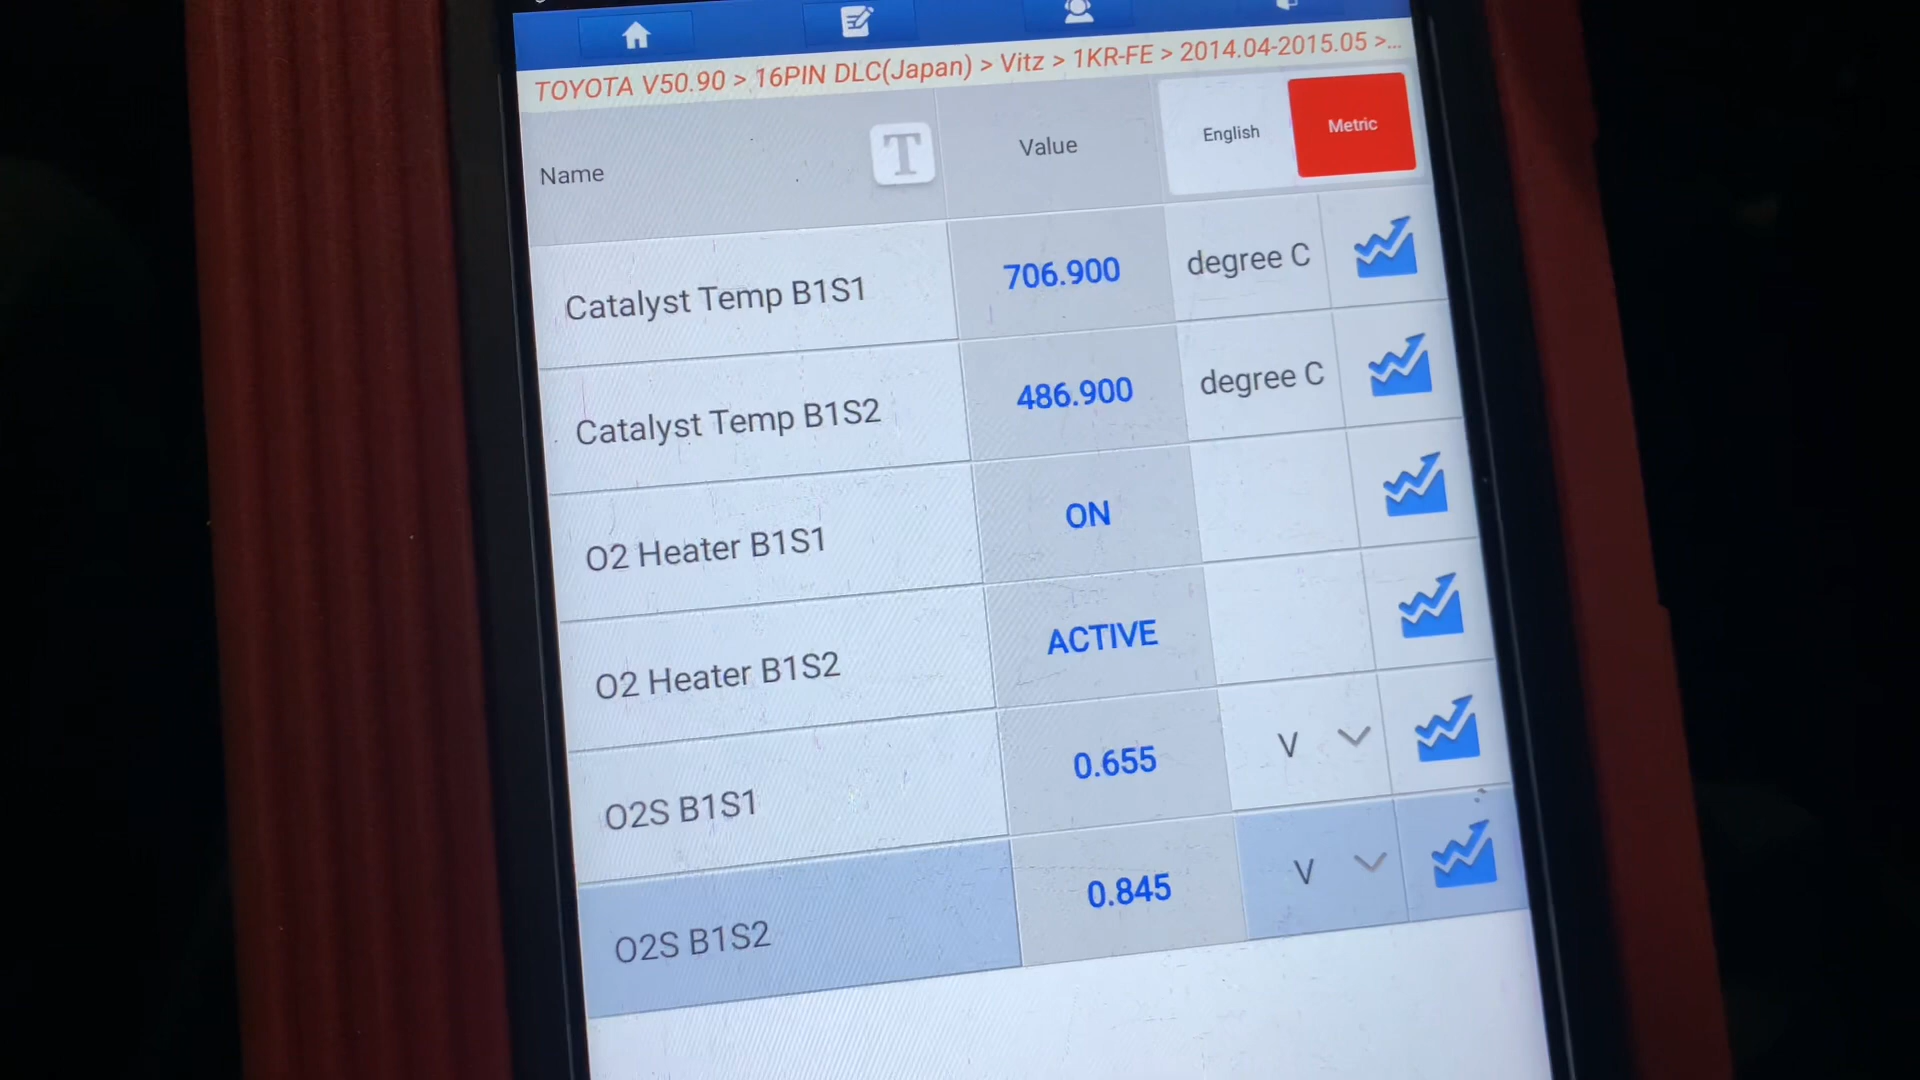 TOYOTA V50.90 > 16PIN DLC(Japan) > Vitz > 1KR-FE > 2014.04-2015.05 >...
Name T Value English Metric
Catalyst Temp B1S1 706.900 degree C
Catalyst Temp B1S2 486.900 degree C
O2 Heater B1S1 ON
O2 Heater B1S2 ACTIVE
O2S B1S1 0.655 V
O2S B1S2 0.845 V